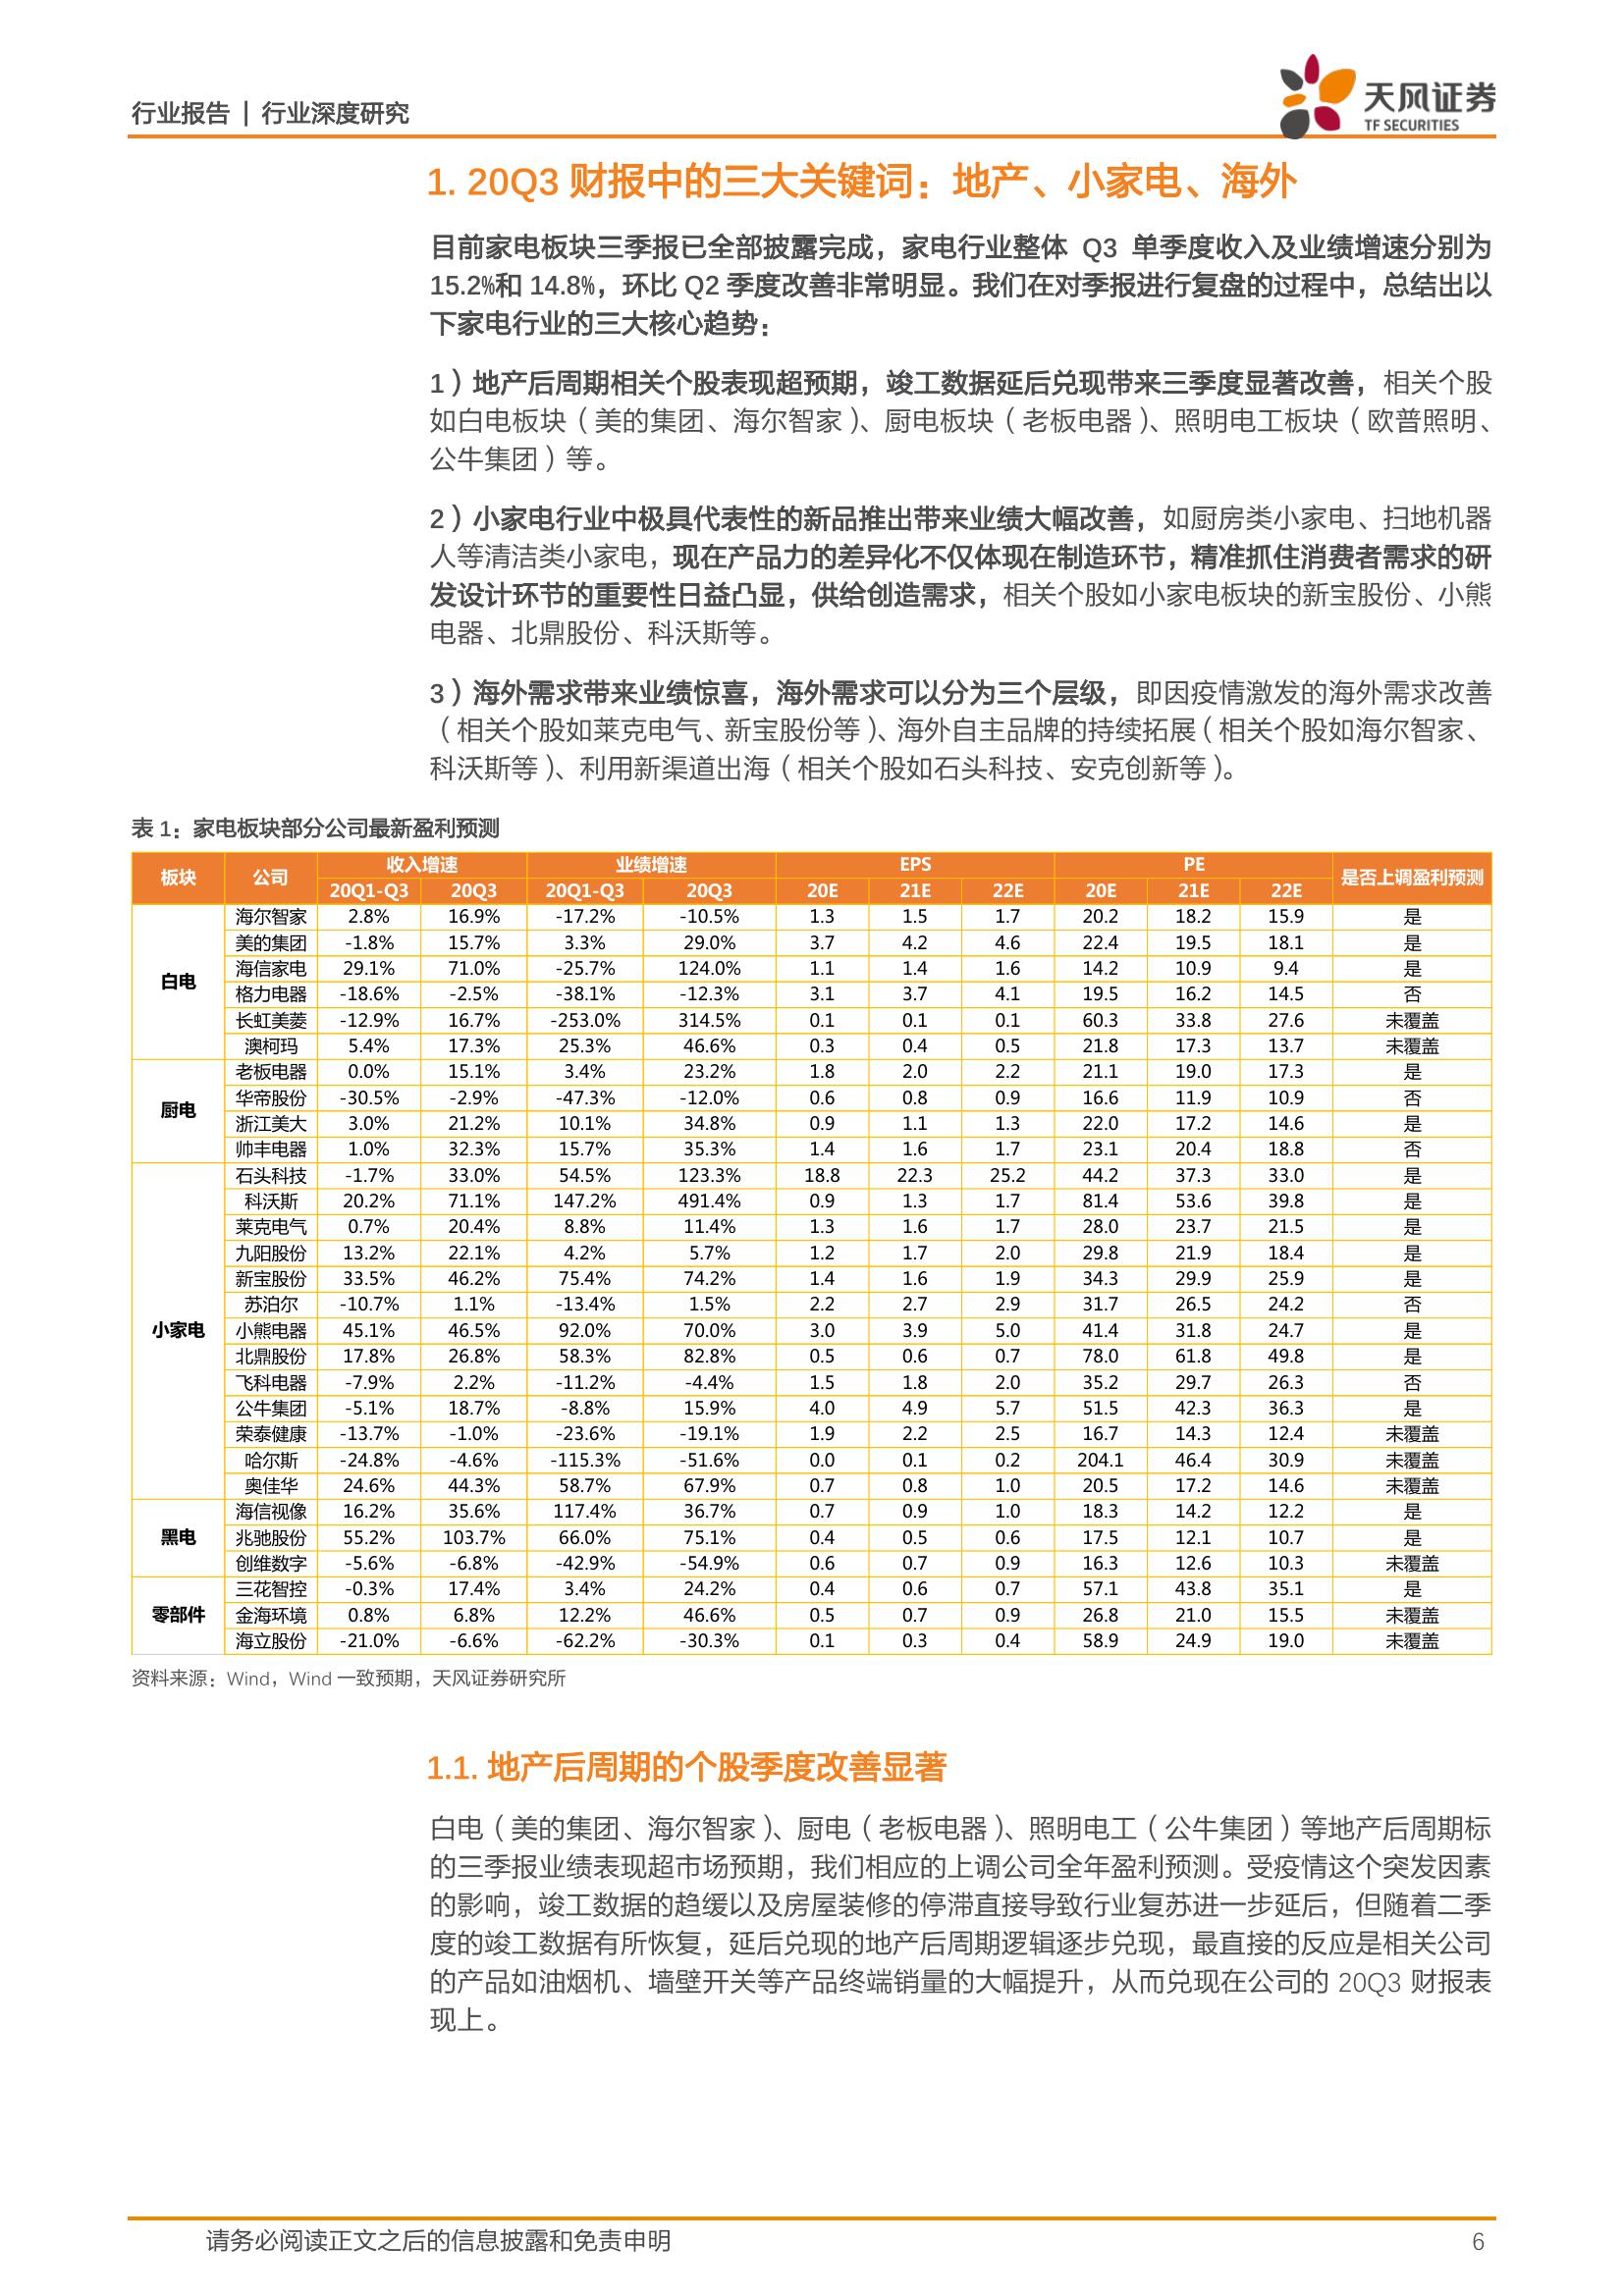 行业报告 | 行业深度研究
天风证券
TF SECURITIES
1. 20Q3 财报中的三大关键词：地产、小家电、海外
目前家电板块三季报已全部披露完成，家电行业整体 Q3 单季度收入及业绩增速分别为
15.2%和 14.8%，环比 Q2 季度改善非常明显。我们在对季报进行复盘的过程中，总结出以
下家电行业的三大核心趋势：
1）地产后周期相关个股表现超预期，竣工数据延后兑现带来三季度显著改善，相关个股
如白电板块（美的集团、海尔智家）、厨电板块（老板电器）、照明电工板块（欧普照明、
公牛集团）等。
2）小家电行业中极具代表性的新品推出带来业绩大幅改善，如厨房类小家电、扫地机器
人等清洁类小家电，现在产品力的差异化不仅体现在制造环节，精准抓住消费者需求的研
发设计环节的重要性日益凸显，供给创造需求，相关个股如小家电板块的新宝股份、小熊
电器、北鼎股份、科沃斯等。
3）海外需求带来业绩惊喜，海外需求可以分为三个层级，即因疫情激发的海外需求改善
（相关个股如莱克电气、新宝股份等）、海外自主品牌的持续拓展（相关个股如海尔智家、
科沃斯等）、利用新渠道出海（相关个股如石头科技、安克创新等）。
表 1：家电板块部分公司最新盈利预测
板块 公司 收入增速 业绩增速 EPS PE 是否上调盈利预测
20Q1-Q3 20Q3 20Q1-Q3 20Q3 20E 21E 22E 20E 21E 22E
白电 海尔智家 2.8% 16.9% -17.2% -10.5% 1.3 1.5 1.7 20.2 18.2 15.9 是
美的集团 -1.8% 15.7% 3.3% 29.0% 3.7 4.2 4.6 22.4 19.5 18.1 是
海信家电 29.1% 71.0% -25.7% 124.0% 1.1 1.4 1.6 14.2 10.9 9.4 是
格力电器 -18.6% -2.5% -38.1% -12.3% 3.1 3.7 4.1 19.5 16.2 14.5 否
长虹美菱 -12.9% 16.7% -253.0% 314.5% 0.1 0.1 0.1 60.3 33.8 27.6 未覆盖
澳柯玛 5.4% 17.3% 25.3% 46.6% 0.3 0.4 0.5 21.8 17.3 13.7 未覆盖
厨电 老板电器 0.0% 15.1% 3.4% 23.2% 1.8 2.0 2.2 21.1 19.0 17.3 是
华帝股份 -30.5% -2.9% -47.3% -12.0% 0.6 0.8 0.9 16.6 11.9 10.9 否
浙江美大 3.0% 21.2% 10.1% 34.8% 0.9 1.1 1.3 22.0 17.2 14.6 是
帅丰电器 1.0% 32.3% 15.7% 35.3% 1.4 1.6 1.7 23.1 20.4 18.8 否
小家电 石头科技 -1.7% 33.0% 54.5% 123.3% 18.8 22.3 25.2 44.2 37.3 33.0 是
科沃斯 20.2% 71.1% 147.2% 491.4% 0.9 1.3 1.7 81.4 53.6 39.8 是
莱克电气 0.7% 20.4% 8.8% 11.4% 1.3 1.6 1.7 28.0 23.7 21.5 是
九阳股份 13.2% 22.1% 4.2% 5.7% 1.2 1.7 2.0 29.8 21.9 18.4 是
新宝股份 33.5% 46.2% 75.4% 74.2% 1.4 1.6 1.9 34.3 29.9 25.9 是
苏泊尔 -10.7% 1.1% -13.4% 1.5% 2.2 2.7 2.9 31.7 26.5 24.2 否
小熊电器 45.1% 46.5% 92.0% 70.0% 3.0 3.9 5.0 41.4 31.8 24.7 是
北鼎股份 17.8% 26.8% 58.3% 82.8% 0.5 0.6 0.7 78.0 61.8 49.8 是
飞科电器 -7.9% 2.2% -11.2% -4.4% 1.5 1.8 2.0 35.2 29.7 26.3 否
公牛集团 -5.1% 18.7% -8.8% 15.9% 4.0 4.9 5.7 51.5 42.3 36.3 是
荣泰健康 -13.7% -1.0% -23.6% -19.1% 1.9 2.2 2.5 16.7 14.3 12.4 未覆盖
哈尔斯 -24.8% -4.6% -115.3% -51.6% 0.0 0.1 0.2 204.1 46.4 30.9 未覆盖
奥佳华 24.6% 44.3% 58.7% 67.9% 0.7 0.8 1.0 20.5 17.2 14.6 未覆盖
黑电 海信视像 16.2% 35.6% 117.4% 36.7% 0.7 0.9 1.0 18.3 14.2 12.2 是
兆驰股份 55.2% 103.7% 66.0% 75.1% 0.4 0.5 0.6 17.5 12.1 10.7 是
创维数字 -5.6% -6.8% -42.9% -54.9% 0.6 0.7 0.9 16.3 12.6 10.3 未覆盖
零部件 三花智控 -0.3% 17.4% 3.4% 24.2% 0.4 0.6 0.7 57.1 43.8 35.1 是
金海环境 0.8% 6.8% 12.2% 46.6% 0.5 0.7 0.9 26.8 21.0 15.5 未覆盖
海立股份 -21.0% -6.6% -62.2% -30.3% 0.1 0.3 0.4 58.9 24.9 19.0 未覆盖
资料来源：Wind，Wind 一致预期，天风证券研究所
1.1. 地产后周期的个股季度改善显著
白电（美的集团、海尔智家）、厨电（老板电器）、照明电工（公牛集团）等地产后周期标
的三季报业绩表现超市场预期，我们相应的上调公司全年盈利预测。受疫情这个突发因素
的影响，竣工数据的趋缓以及房屋装修的停滞直接导致行业复苏进一步延后，但随着二季
度的竣工数据有所恢复，延后兑现的地产后周期逻辑逐步兑现，最直接的反应是相关公司
的产品如油烟机、墙壁开关等产品终端销量的大幅提升，从而兑现在公司的 20Q3 财报表
现上。
请务必阅读正文之后的信息披露和免责申明 6